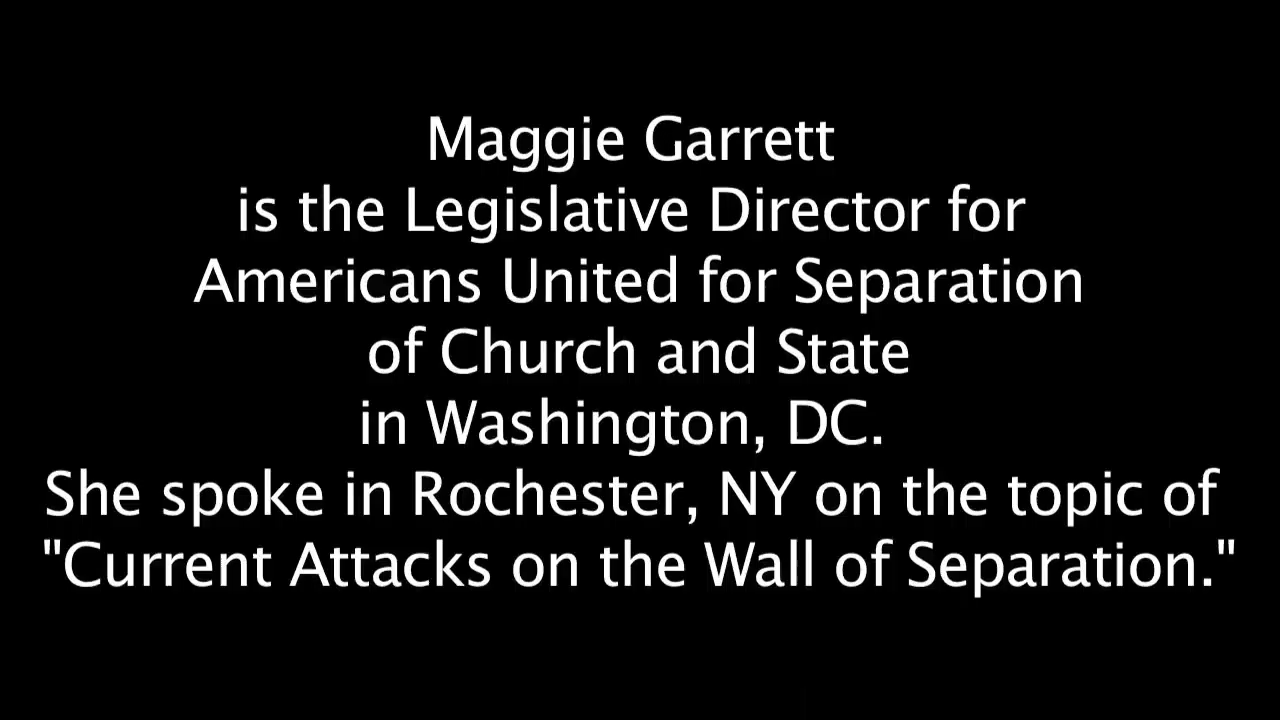 Maggie Garrett
is the Legislative Director for
Americans United for Separation
of Church and State
in Washington, DC.
She spoke in Rochester, NY on the topic of
"Current Attacks on the Wall of Separation."